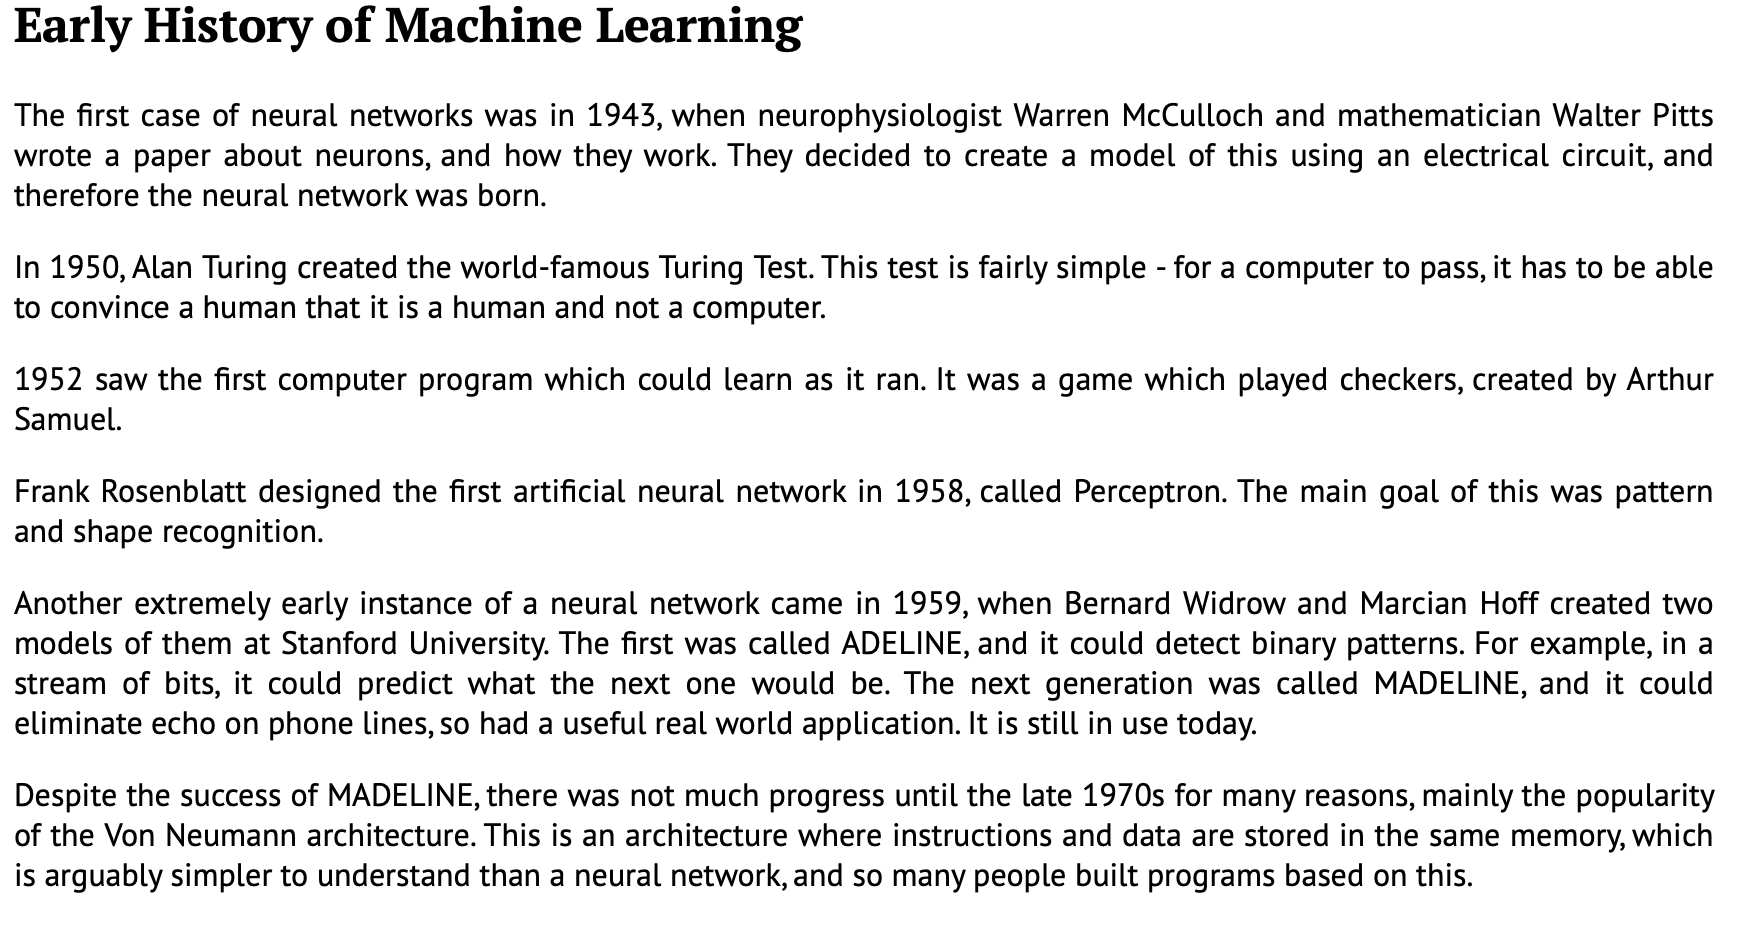 Early History of Machine Learning
The first case of neural networks was in 1943, when neurophysiologist Warren McCulloch and mathematician Walter Pitts
wrote a paper about neurons, and how they work. They decided to create a model of this using an electrical circuit, and
therefore the neural network was born.
In 1950, Alan Turing created the world-famous Turing Test. This test is fairly simple - for a computer to pass, it has to be able
to convince a human that it is a human and not a computer.
1952 saw the first computer program which could learn as it ran. It was a game which played checkers, created by Arthur
Samuel.
Frank Rosenblatt designed the first artificial neural network in 1958, called Perceptron. The main goal of this was pattern
and shape recognition.
Another extremely early instance of a neural network came in 1959, when Bernard Widrow and Marcian Hoff created two
models of them at Stanford University. The first was called ADELINE, and it could detect binary patterns. For example, in a
stream of bits, it could predict what the next one would be. The next generation was called MADELINE, and it could
eliminate echo on phone lines, so had a useful real world application. It is still in use today.
Despite the success of MADELINE, there was not much progress until the late 1970s for many reasons, mainly the popularity
of the Von Neumann architecture. This is an architecture where instructions and data are stored in the same memory, which
is arguably simpler to understand than a neural network, and so many people built programs based on this.